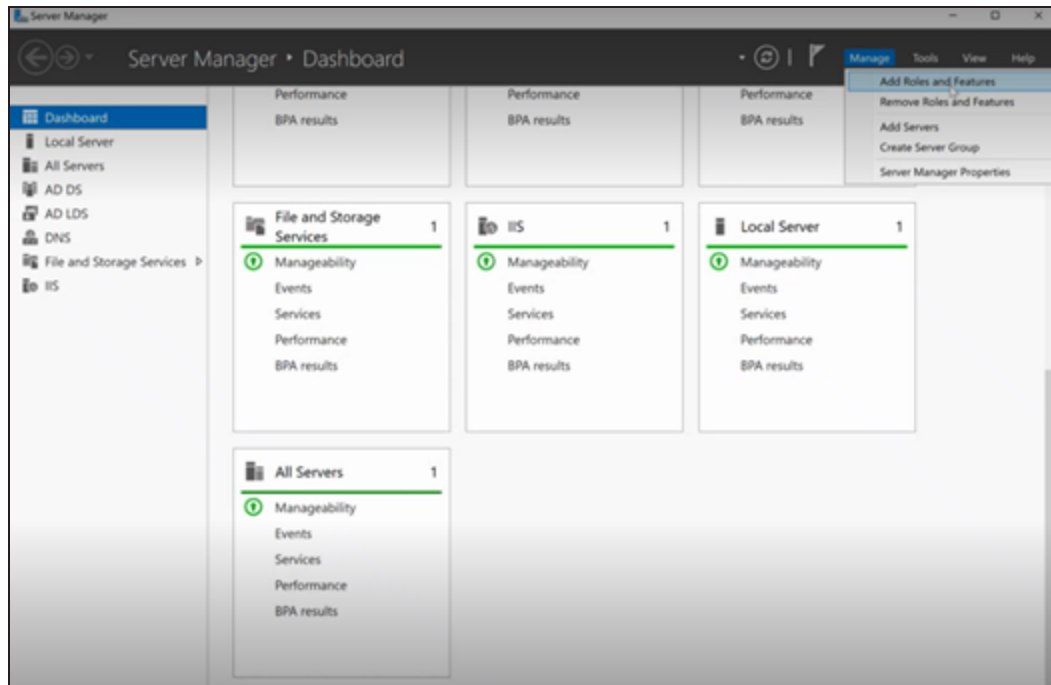 Server Manager
Server Manager ‣ Dashboard
Manage Tools View Help
Add Roles and Features
Remove Roles and Features
Add Servers
Create Server Group
Server Manager Properties
Dashboard
Local Server
All Servers
AD DS
AD LDS
DNS
File and Storage Services
IIS
Performance
BPA results
Performance
BPA results
Performance
BPA results
File and Storage Services 1
Manageability
Events
Services
Performance
BPA results
IIS 1
Manageability
Events
Services
Performance
BPA results
Local Server 1
Manageability
Events
Services
Performance
BPA results
All Servers 1
Manageability
Events
Services
Performance
BPA results